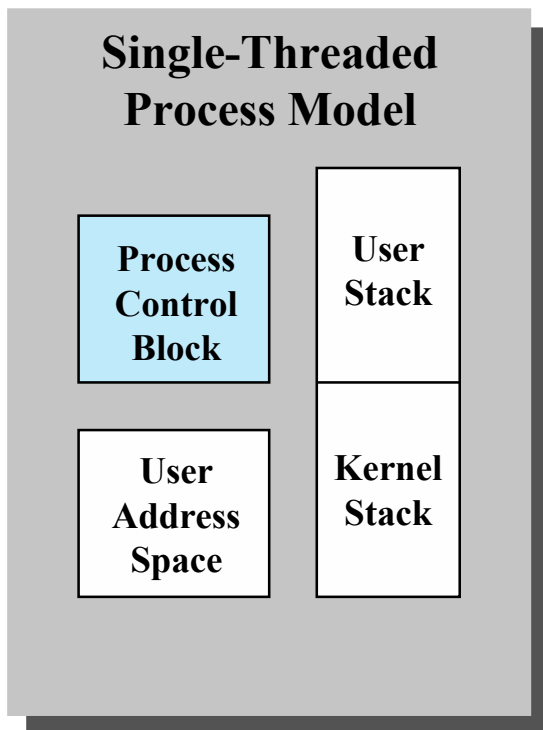 Single-Threaded
Process Model
Process
Control
Block
User
Stack
User
Address
Space
Kernel
Stack